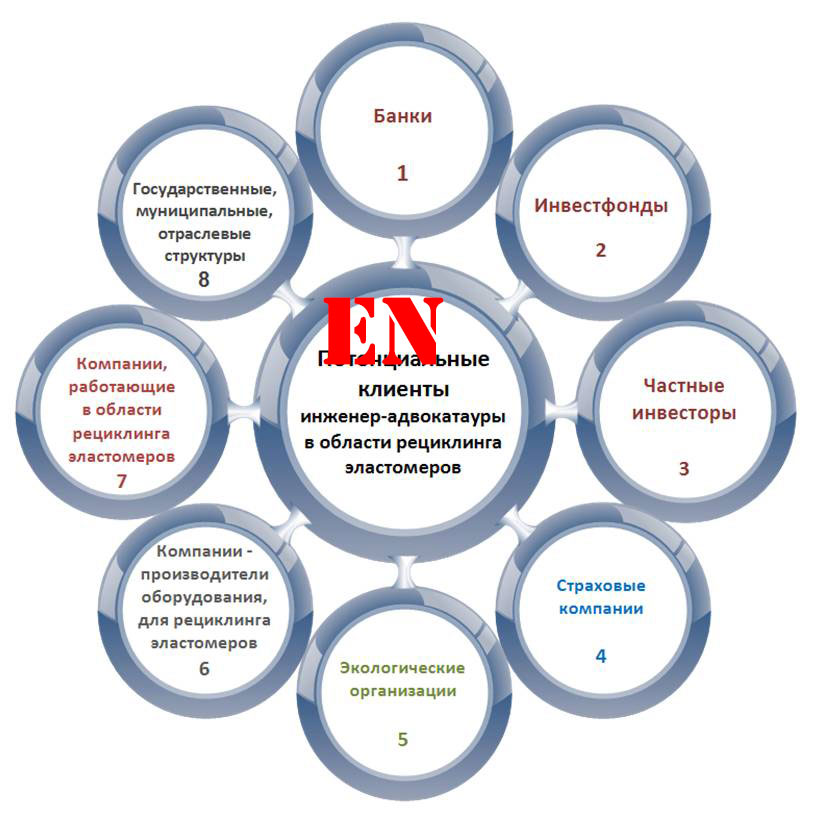 Банки
1
Инвестфонды
2
Частные
инвесторы
3
Страховые
компании
4
Экологические
организации
5
Компании -
производители
оборудования,
для рециклинга
эластомеров
6
Компании,
работающие
в области
рециклинга
эластомеров
7
Государственные,
муниципальные,
отраслевые
структуры
8
EN
Потенциальные
клиенты
инженер-адвокатауры
в области рециклинга
эластомеров